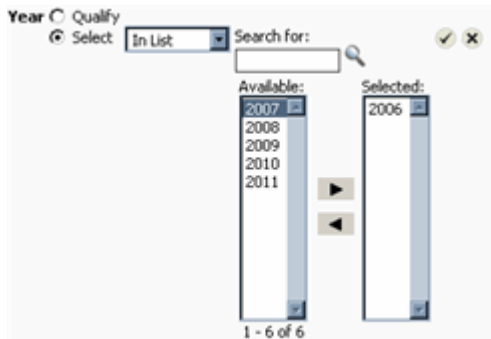 Year Qualify
Select In List Search for:
Available: Selected:
2007 2006
2008
2009
2010
2011
1 - 6 of 6